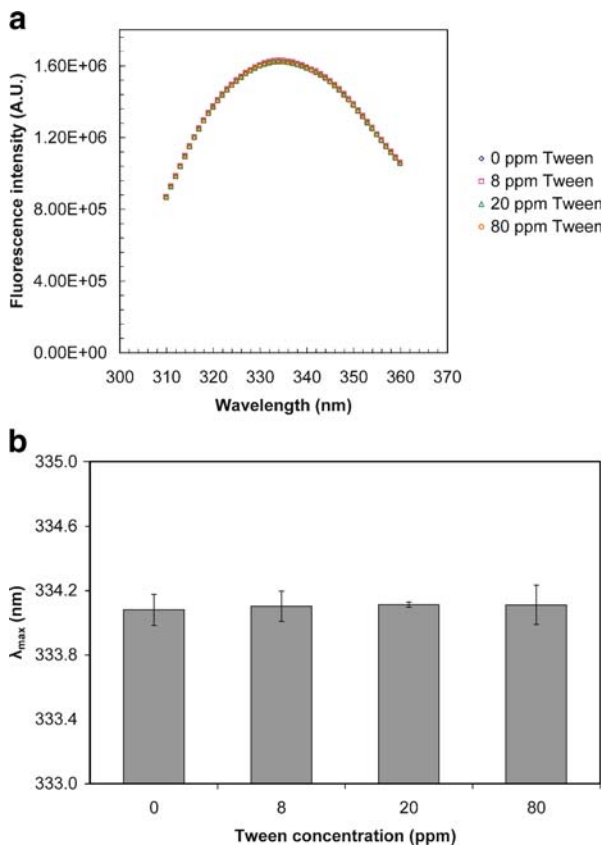 a
Fluorescence intensity (A.U.)
1.60E+06
1.20E+06
8.00E+05
4.00E+05
0.00E+00
300 310 320 330 340 350 360 370
Wavelength (nm)
0 ppm Tween
8 ppm Tween
20 ppm Tween
80 ppm Tween
b
λmax (nm)
335.0
334.6
334.2
333.8
333.4
333.0
0 8 20 80
Tween concentration (ppm)